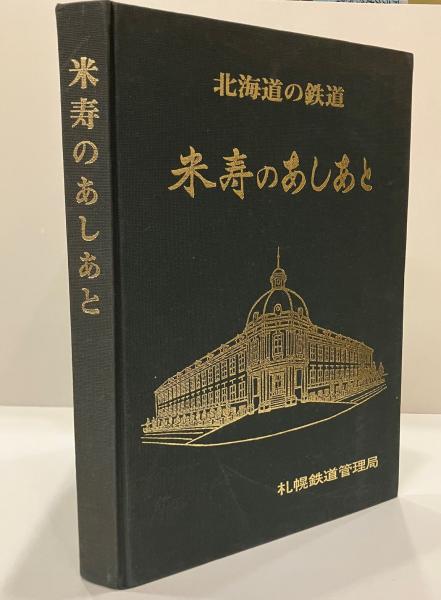 米寿のあしあと
北海道の鉄道
米寿のあしあと
札幌鉄道管理局